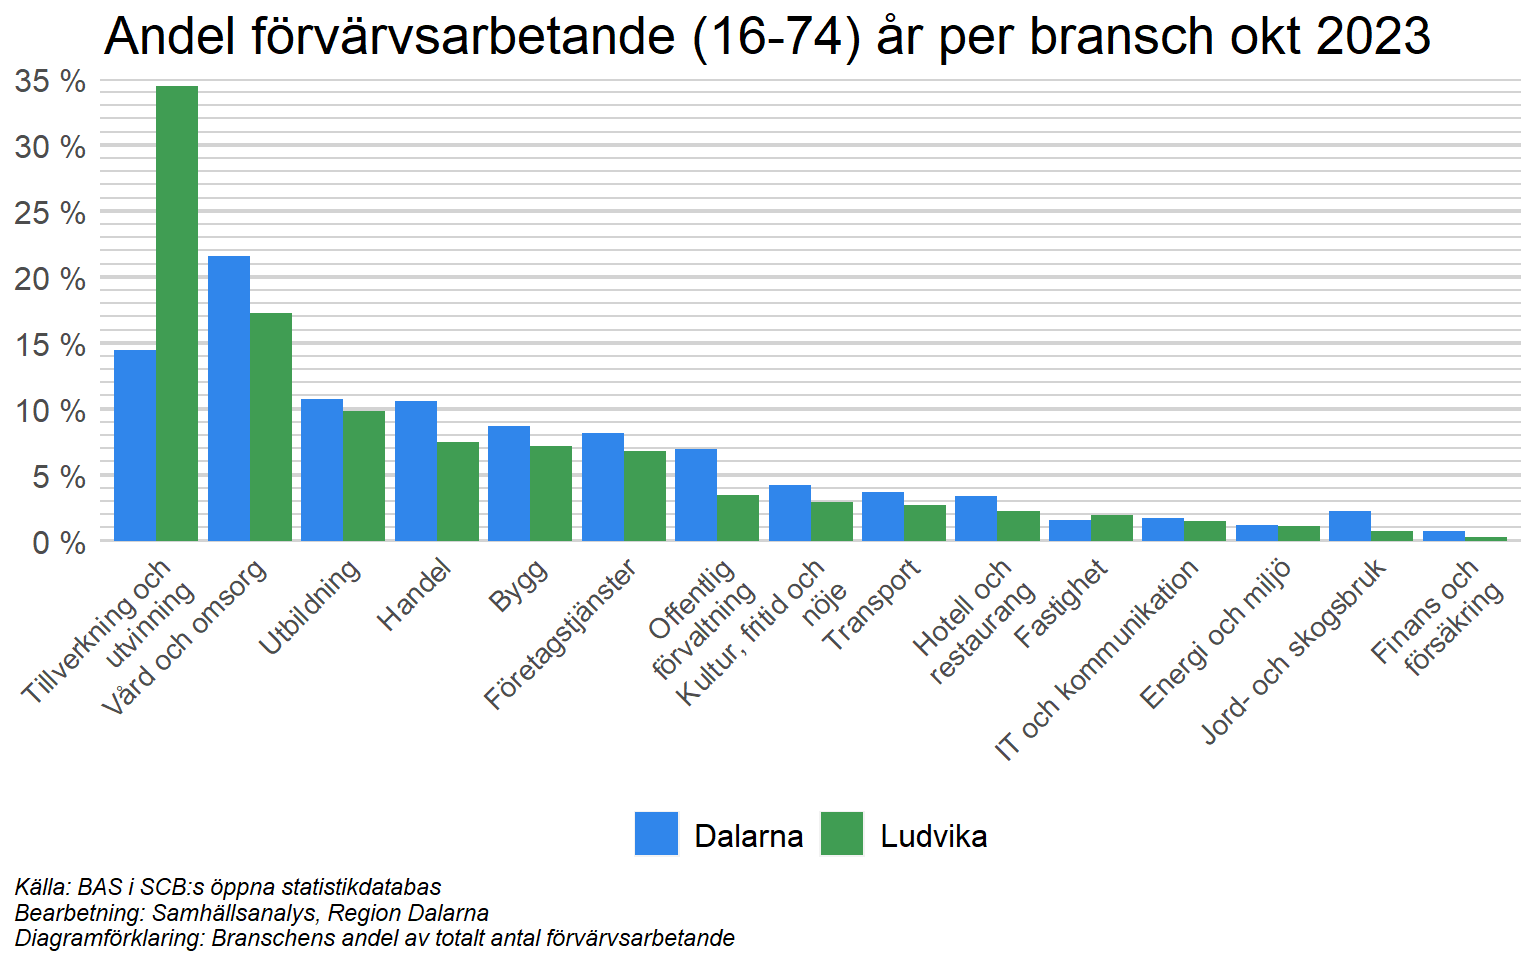 Andel förvärvsarbetande (16-74) år per bransch okt 2023
35 %
30 %
25 %
20 %
15 %
10 %
5 %
0 %
Tillverkning och
utvinning
Vård och omsorg
Utbildning
Handel
Bygg
Företagstjänster
Offentlig
förvaltning
Kultur, fritid och
nöje
Transport
Hotell och
restaurang
Fastighet
IT och kommunikation
Energi och miljö
Jord- och skogsbruk
Finans och
försäkring
Dalarna
Ludvika
Källa: BAS i SCB:s öppna statistikdatabas
Bearbetning: Samhällsanalys, Region Dalarna
Diagramförklaring: Branschens andel av totalt antal förvärvsarbetande